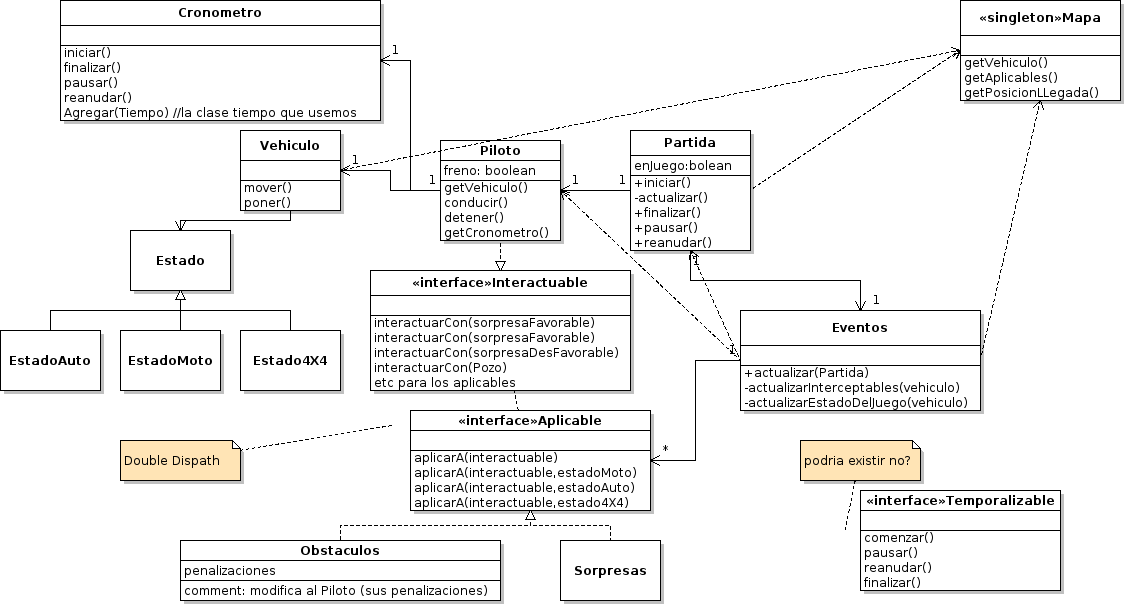 Cronometro
iniciar()
finalizar()
pausar()
reanudar()
Agregar(Tiempo) //la clase tiempo que usemos
1
«singleton»Mapa
getVehiculo()
getAplicables()
getPosicionLLegada()
Vehiculo
mover()
poner()
1
1
Piloto
freno: boolean
getVehiculo()
conducir()
detener()
getCronometro()
1
1
Partida
enJuego:bolean
+iniciar()
-actualizar()
+finalizar()
+pausar()
+reanudar()
1
1
Estado
EstadoAuto
EstadoMoto
Estado4X4
«interface»Interactuable
interactuarCon(sorpresaFavorable)
interactuarCon(sorpresaFavorable)
interactuarCon(sorpresaDesFavorable)
interactuarCon(Pozo)
etc para los aplicables
Eventos
+actualizar(Partida)
-actualizarInterceptables(vehiculo)
-actualizarEstadoDelJuego(vehiculo)
1
*
«interface»Aplicable
aplicarA(interactuable)
aplicarA(interactuable,estadoMoto)
aplicarA(interactuable,estadoAuto)
aplicarA(interactuable,estado4X4)
Double Dispath
podria existir no?
«interface»Temporalizable
comenzar()
pausar()
reanudar()
finalizar()
Obstaculos
penalizaciones
comment: modifica al Piloto (sus penalizaciones)
Sorpresas